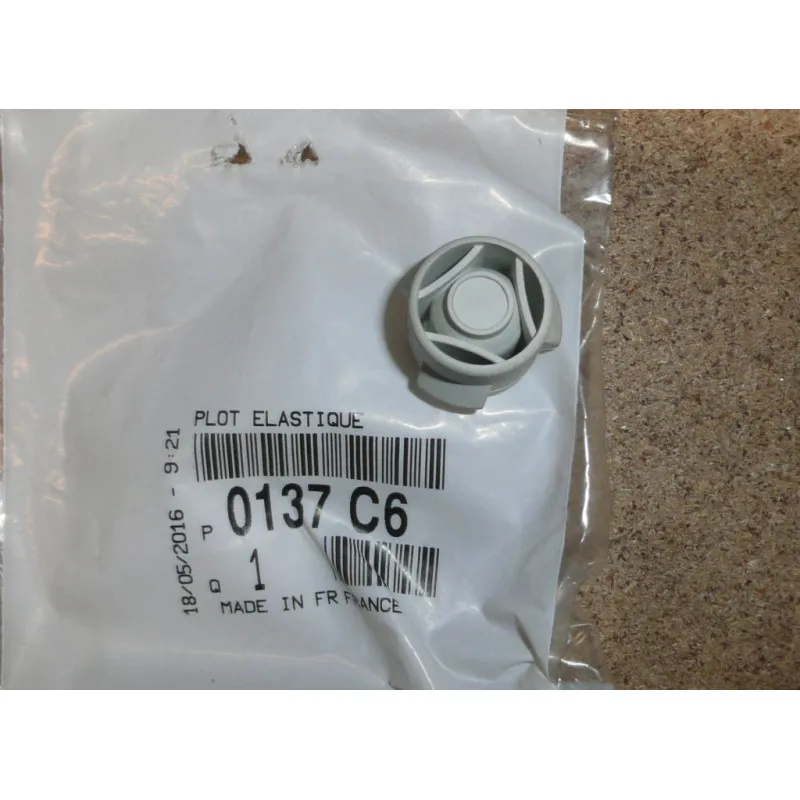 PLOT ELASTIQUE
P 0137 C6
Q 1
MADE IN FR FRANCE
18/05/2016 - 9:21